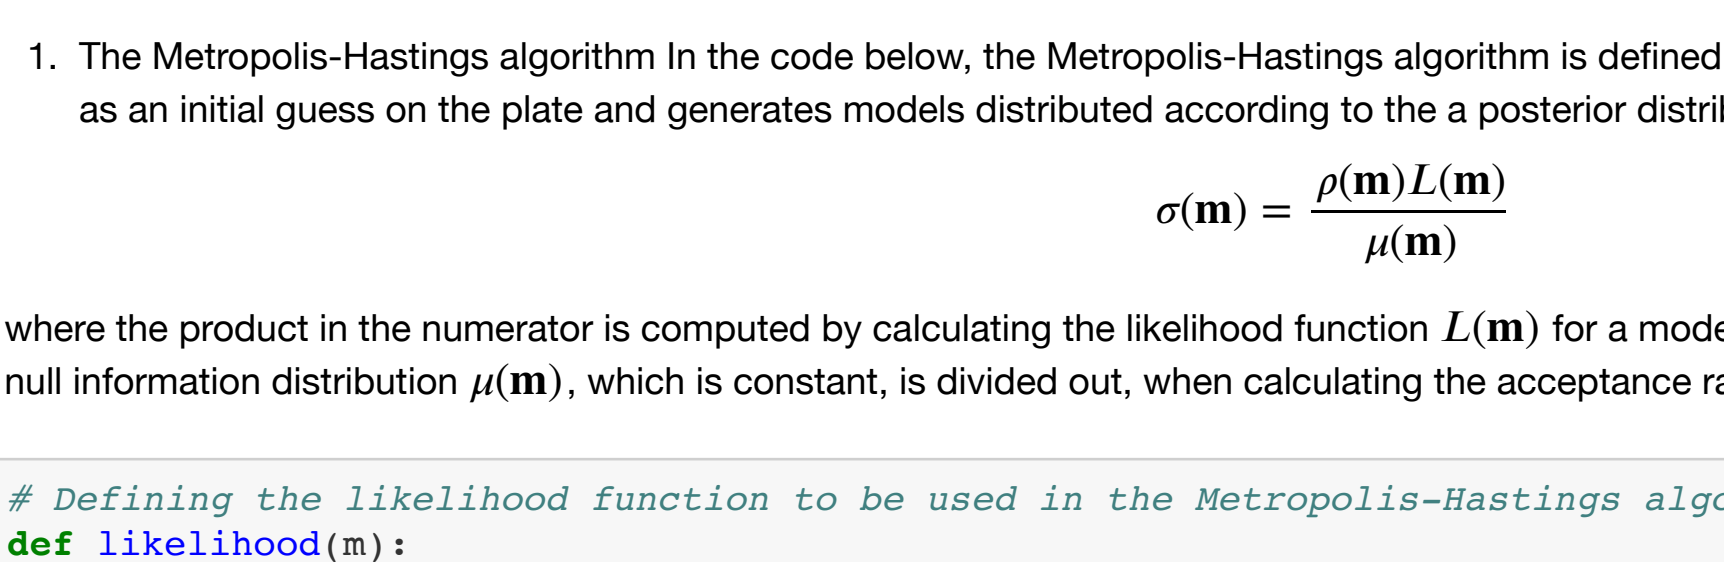 1. The Metropolis-Hastings algorithm In the code below, the Metropolis-Hastings algorithm is defined
as an initial guess on the plate and generates models distributed according to the a posterior
σ(m) = ρ(m)L(m) / μ(m)
where the product in the numerator is computed by calculating the likelihood function L(m) for a
null information distribution μ(m), which is constant, is divided out, when calculating the acceptance
# Defining the likelihood function to be used in the Metropolis-Hastings
def likelihood(m):